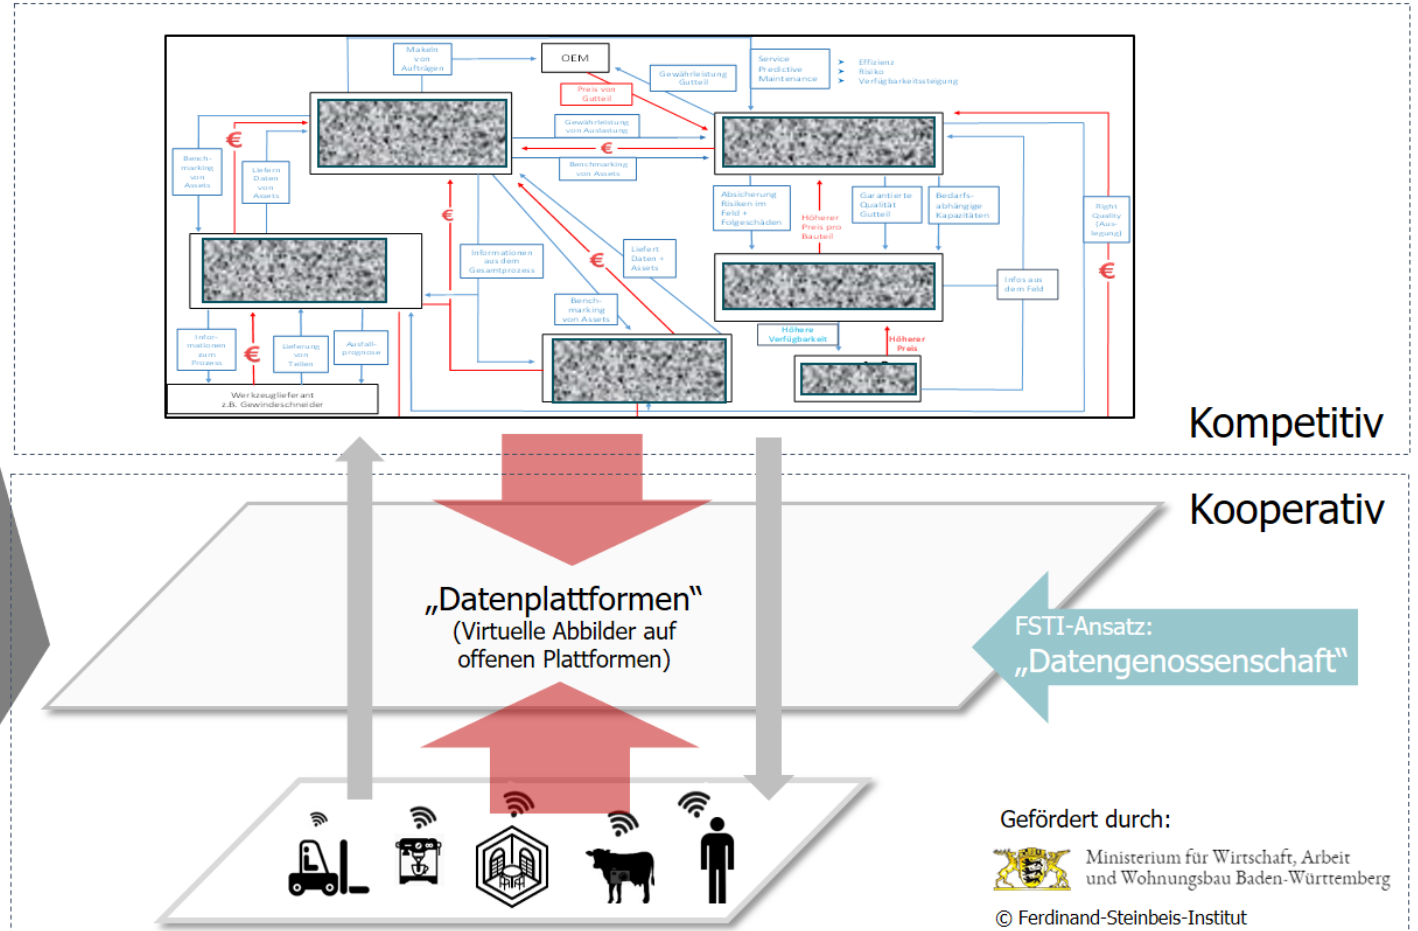 Makeln
von
Aufträgen
OEM
Service
Predictive
Maintenance
➤ Effizienz
➤ Risiko
➤ Verfügbarkeitssteigung
Gewährleistung
Gutteil
Preis von
Gutteil
Gewährleistung
von Auslastung
€
€
Benchmarking
von Assets
Bench-
marking
von
Assets
Liefern
Daten
von
Assets
Absicherung
Risiken im
Feld +
Folgeschäden
Höherer
Preis pro
Bauteil
Garantierte
Qualität
Gutteil
Bedarfs-
abhängige
Kapazitäten
Right
Quality
(Aus-
legung)
€
Informationen
aus dem
Gesamtprozess
€
Liefert
Daten +
Assets
€
Infos aus
dem Feld
Bench-
marking
von Assets
Infor-
mationen
zum
Prozess
€
Lieferung
von
Teilen
Ausfall-
prognose
Höhere
Verfügbarkeit
Höherer
Preis
Werkzeuglieferant
z.B. Gewindeschneider
Kompetitiv
Kooperativ
„Datenplattformen“
(Virtuelle Abbilder auf
offenen Plattformen)
FSTI-Ansatz:
„Datengenossenschaft“
Gefördert durch:
Ministerium für Wirtschaft, Arbeit
und Wohnungsbau Baden-Württemberg
© Ferdinand-Steinbeis-Institut